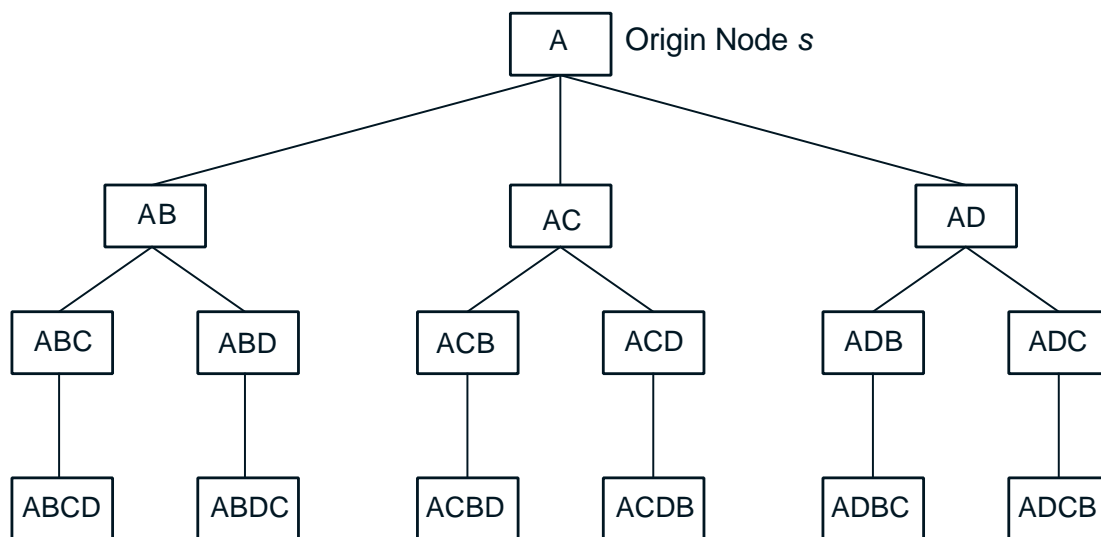 A Origin Node s
AB AC AD
ABC ABD ACB ACD ADB ADC
ABCD ABDC ACBD ACDB ADBC ADCB